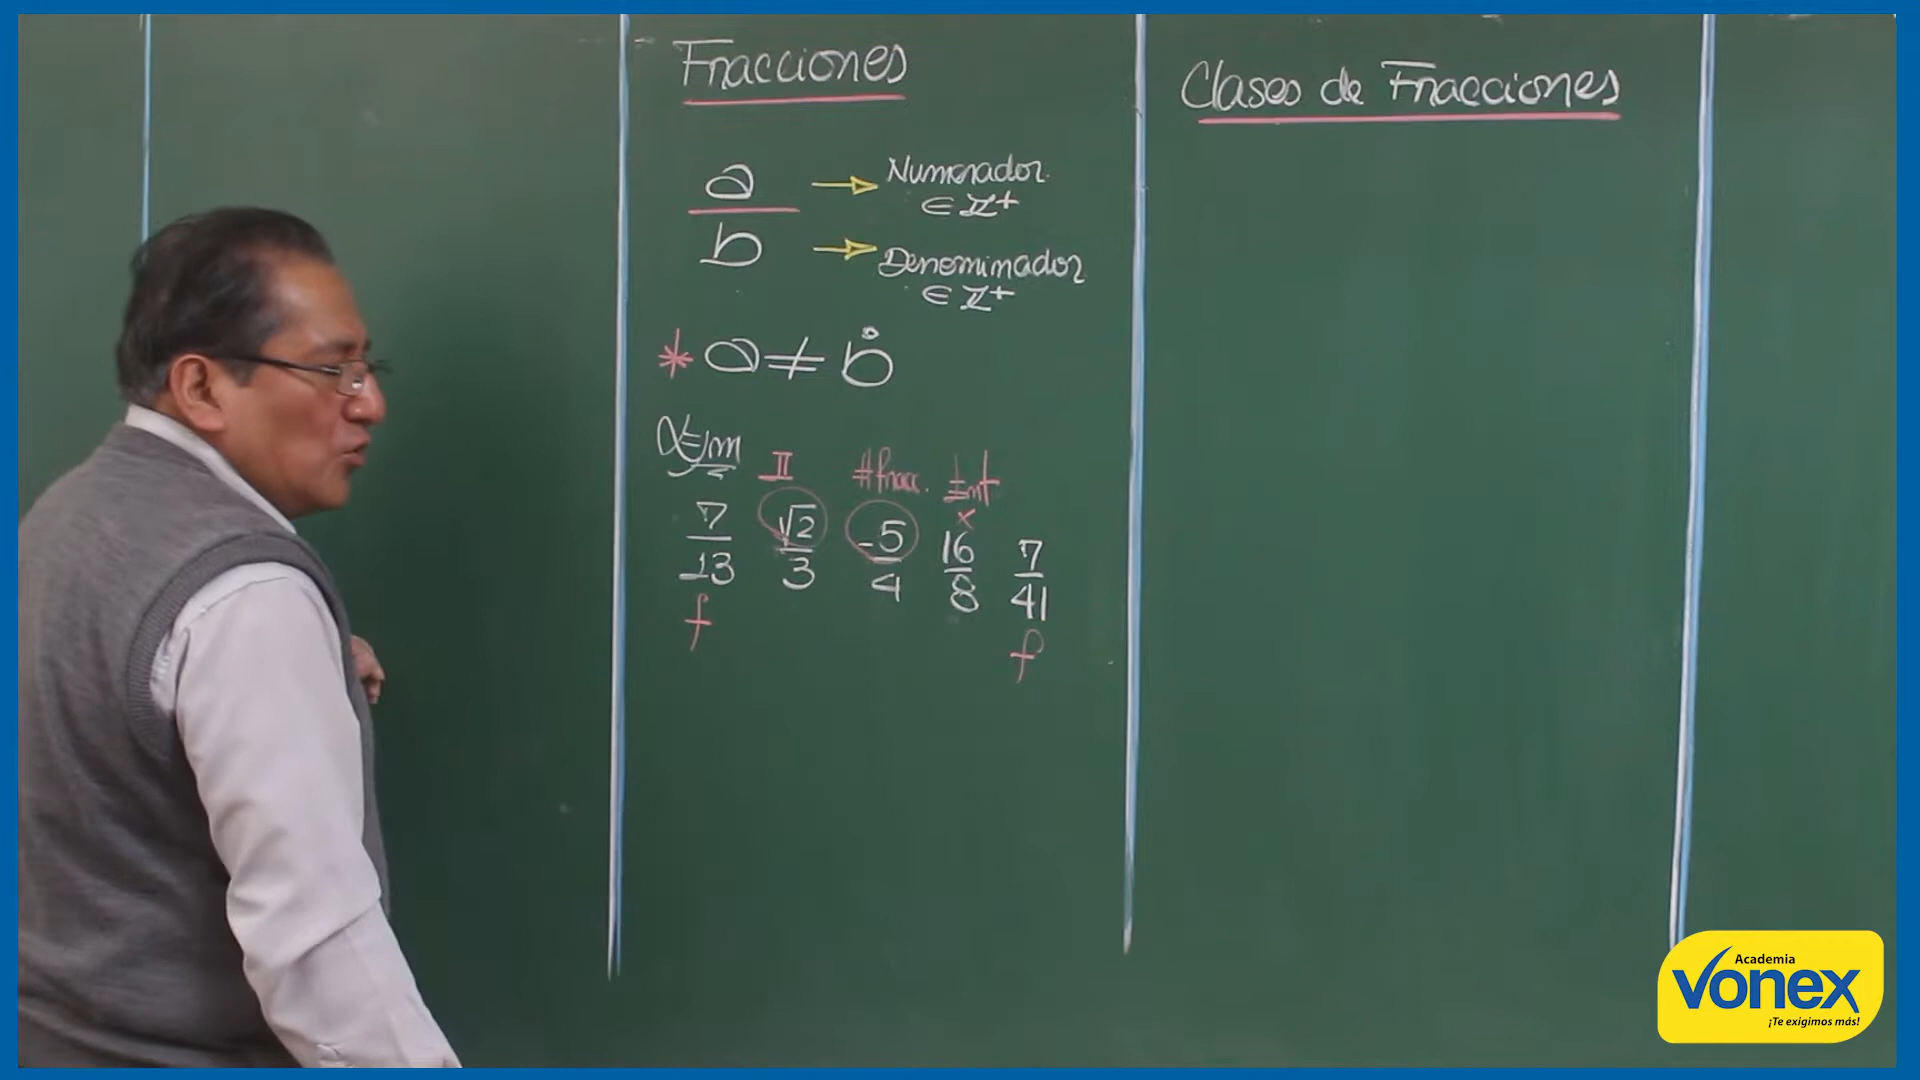 Fracciones
a → Numerador
∈ Z+
b → Denominador
∈ Z+
* a ≠ b̊
Ejm
II
# fracc.
Int
x
7/13
√2/3
-5/4
16/8
7/41
f
f
Clases de Fracciones
Academia
Vonex
¡Te exigimos más!